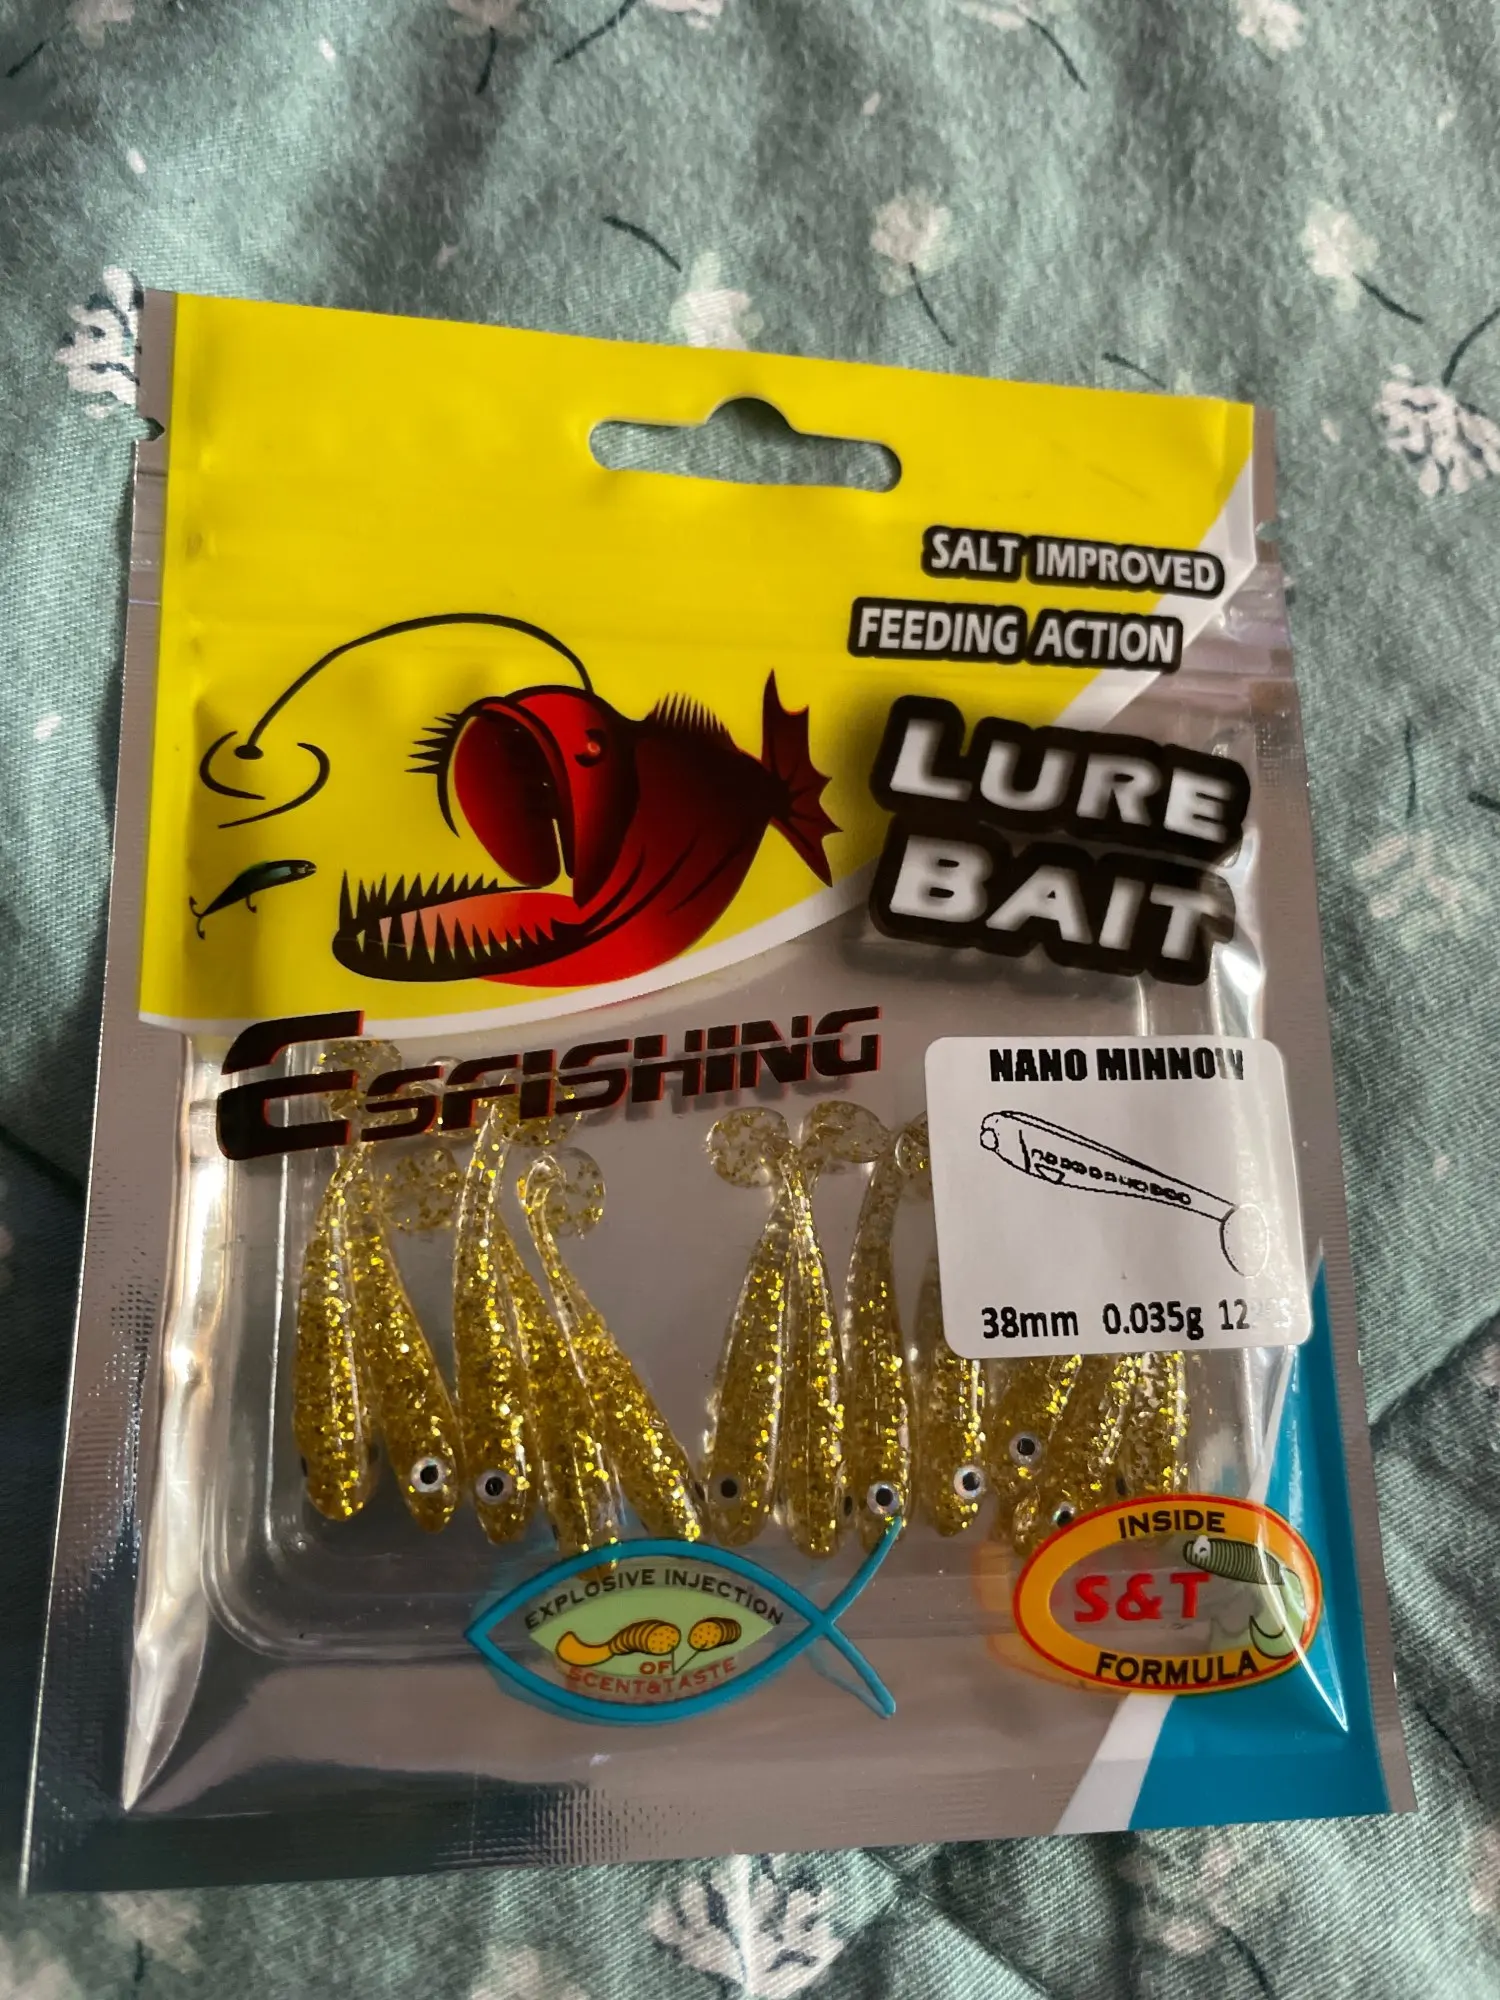 SALT IMPROVED
FEEDING ACTION
LURE
BAIT
ESFISHING
NANO MINNOW
38mm 0.035g
EXPLOSIVE INJECTION
OF
SCENT&TASTE
INSIDE
S&T
FORMULA